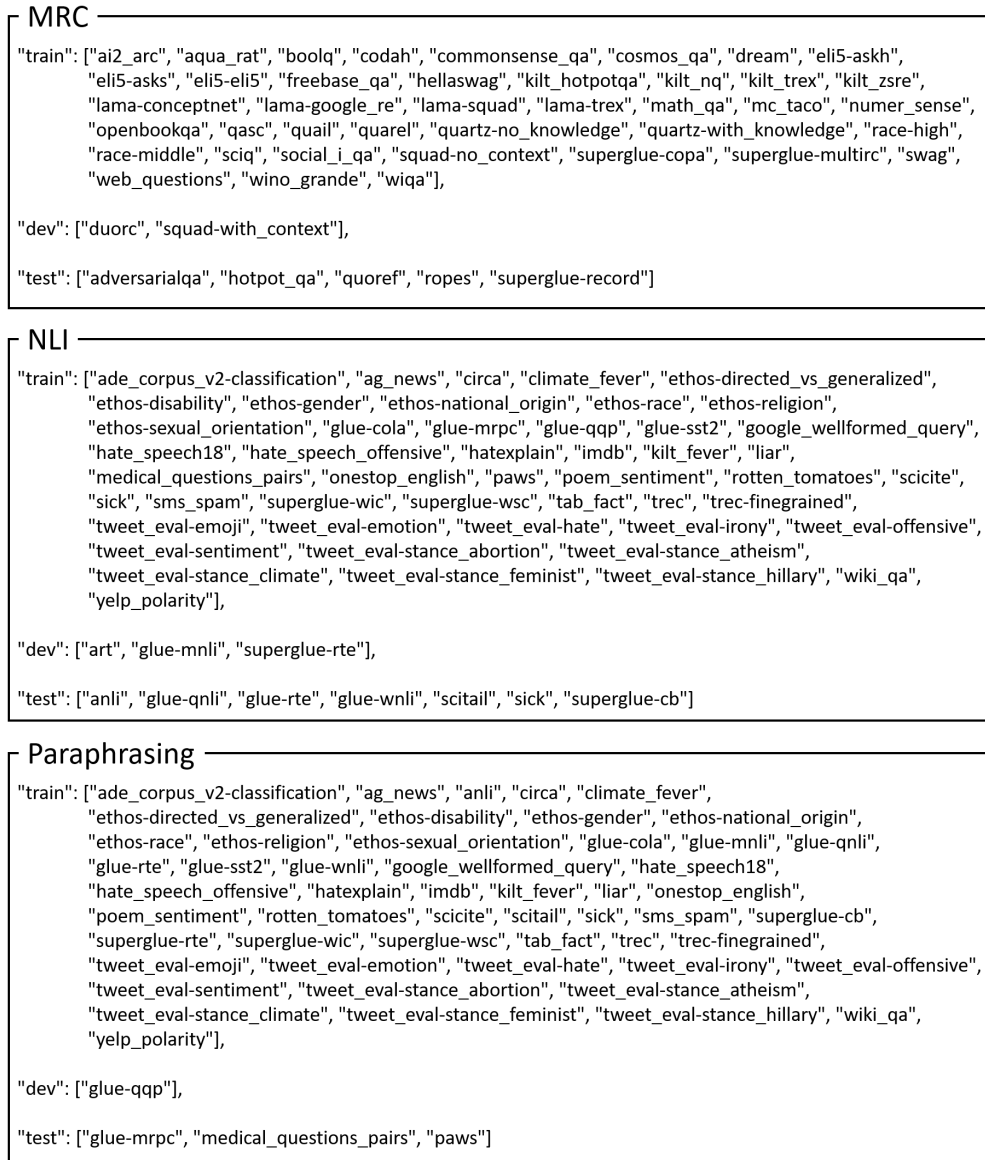 MRC
"train": ["ai2_arc", "aqua_rat", "boolq", "codah", "commonsense_qa", "cosmos_qa", "dream", "eli5-askh",
"eli5-asks", "eli5-eli5", "freebase_qa", "hellaswag", "kilt_hotpotqa", "kilt_nq", "kilt_trex", "kilt_zsre",
"lama-conceptnet", "lama-google_re", "lama-squad", "lama-trex", "math_qa", "mc_taco", "numer_sense",
"openbookqa", "qasc", "quail", "quarel", "quartz-no_knowledge", "quartz-with_knowledge", "race-high",
"race-middle", "sciq", "social_i_qa", "squad-no_context", "superglue-copa", "superglue-multirc", "swag",
"web_questions", "wino_grande", "wiqa"],
"dev": ["duorc", "squad-with_context"],
"test": ["adversarialqa", "hotpot_qa", "quoref", "ropes", "superglue-record"]
NLI
"train": ["ade_corpus_v2-classification", "ag_news", "circa", "climate_fever", "ethos-directed_vs_generalized",
"ethos-disability", "ethos-gender", "ethos-national_origin", "ethos-race", "ethos-religion",
"ethos-sexual_orientation", "glue-cola", "glue-mrpc", "glue-qqp", "glue-sst2", "google_wellformed_query",
"hate_speech18", "hate_speech_offensive", "hatexplain", "imdb", "kilt_fever", "liar",
"medical_questions_pairs", "onestop_english", "paws", "poem_sentiment", "rotten_tomatoes", "scicite",
"sick", "sms_spam", "superglue-wic", "superglue-wsc", "tab_fact", "trec", "trec-finegrained",
"tweet_eval-emoji", "tweet_eval-emotion", "tweet_eval-hate", "tweet_eval-irony", "tweet_eval-offensive",
"tweet_eval-sentiment", "tweet_eval-stance_abortion", "tweet_eval-stance_atheism",
"tweet_eval-stance_climate", "tweet_eval-stance_feminist", "tweet_eval-stance_hillary", "wiki_qa",
"yelp_polarity"],
"dev": ["art", "glue-mnli", "superglue-rte"],
"test": ["anli", "glue-qnli", "glue-rte", "glue-wnli", "scitail", "sick", "superglue-cb"]
Paraphrasing
"train": ["ade_corpus_v2-classification", "ag_news", "anli", "circa", "climate_fever",
"ethos-directed_vs_generalized", "ethos-disability", "ethos-gender", "ethos-national_origin",
"ethos-race", "ethos-religion", "ethos-sexual_orientation", "glue-cola", "glue-mnli", "glue-qnli",
"glue-rte", "glue-sst2", "glue-wnli", "google_wellformed_query", "hate_speech18",
"hate_speech_offensive", "hatexplain", "imdb", "kilt_fever", "liar", "onestop_english",
"poem_sentiment", "rotten_tomatoes", "scicite", "scitail", "sick", "sms_spam", "superglue-cb",
"superglue-rte", "superglue-wic", "superglue-wsc", "tab_fact", "trec", "trec-finegrained",
"tweet_eval-emoji", "tweet_eval-emotion", "tweet_eval-hate", "tweet_eval-irony", "tweet_eval-offensive",
"tweet_eval-sentiment", "tweet_eval-stance_abortion", "tweet_eval-stance_atheism",
"tweet_eval-stance_climate", "tweet_eval-stance_feminist", "tweet_eval-stance_hillary", "wiki_qa",
"yelp_polarity"],
"dev": ["glue-qqp"],
"test": ["glue-mrpc", "medical_questions_pairs", "paws"]